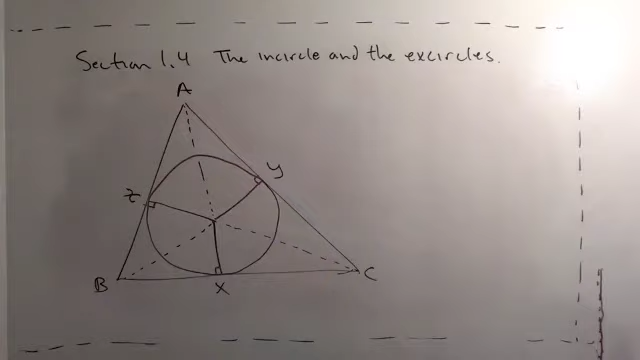 Section 1.4 The incircle and the excircles.
A
y
z
B
X
C